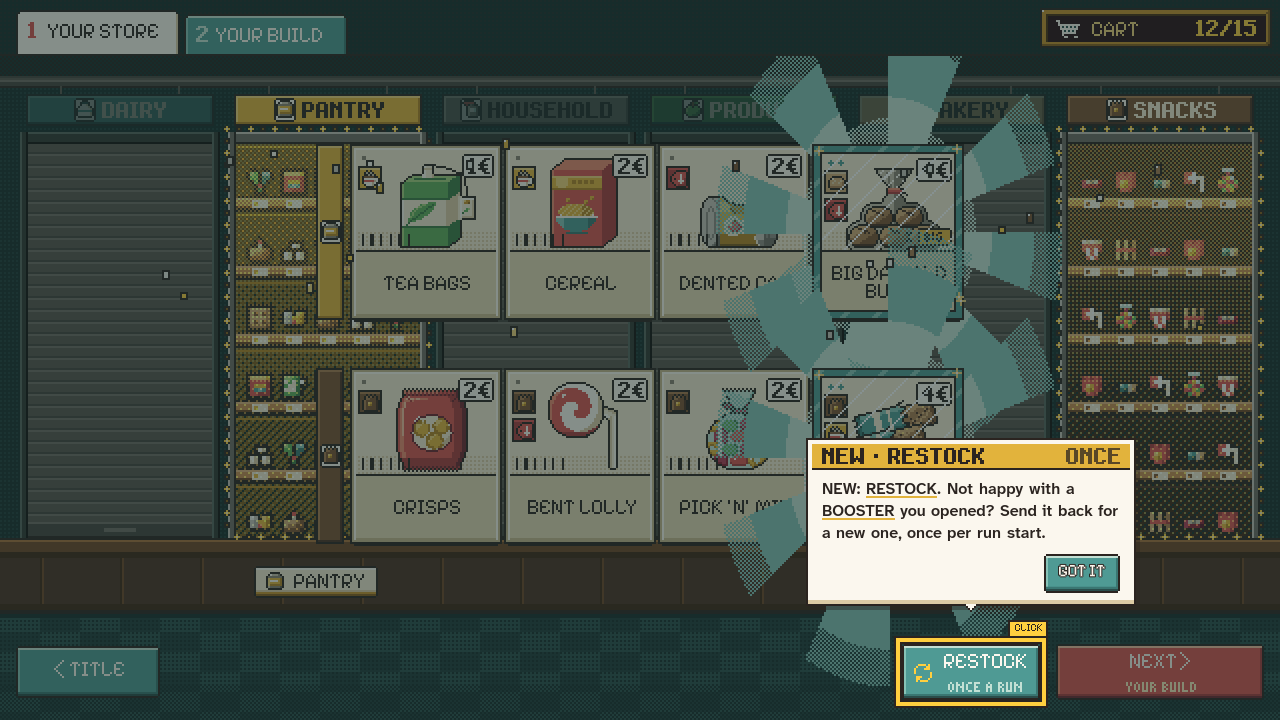 1 YOUR STORE
2 YOUR BUILD
CART 12/15
DAIRY
PANTRY
HOUSEHOLD
SNACKS
2€
2€
TEA BAGS
CEREAL
DENTED
BIG
2€
2€
2€
4€
CRISPS
BENT LOLLY
PICK 'N'
NEW · RESTOCK ONCE
NEW: RESTOCK. Not happy with a
BOOSTER you opened? Send it back for
a new one, once per run start.
GOT IT
PANTRY
CLICK
< TITLE
RESTOCK
ONCE A RUN
NEXT >
YOUR BUILD